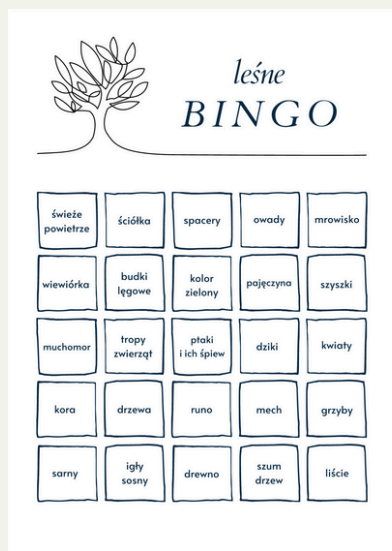 leśne
BINGO
świeże
powietrze
ściółka
spacery
owady
mrowisko
wiewiórka
budki
lęgowe
kolor
zielony
pajęczyna
szyszki
muchomor
tropy
zwierząt
ptaki
i ich śpiew
dziki
kwiaty
kora
drzewa
runo
mech
grzyby
sarny
igły
sosny
drewno
szum
drzew
liście